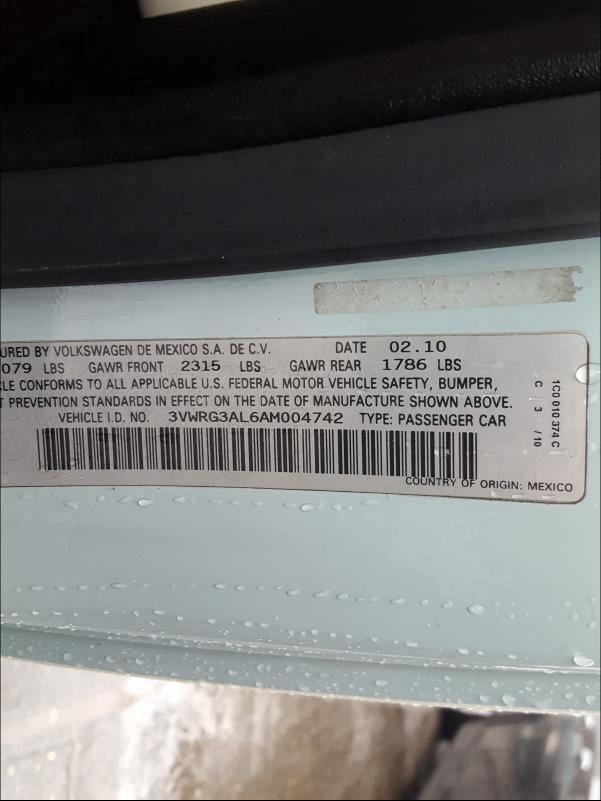 URED BY VOLKSWAGEN DE MEXICO S.A. DE C.V. DATE 02.10
079 LBS GAWR FRONT 2315 LBS GAWR REAR 1786 LBS
CLE CONFORMS TO ALL APPLICABLE U.S. FEDERAL MOTOR VEHICLE SAFETY, BUMPER,
T PREVENTION STANDARDS IN EFFECT ON THE DATE OF MANUFACTURE SHOWN ABOVE.
VEHICLE I.D. NO. 3VWRG3AL6AM004742 TYPE: PASSENGER CAR
COUNTRY OF ORIGIN: MEXICO
1C0 010 374 C
C 3 /10